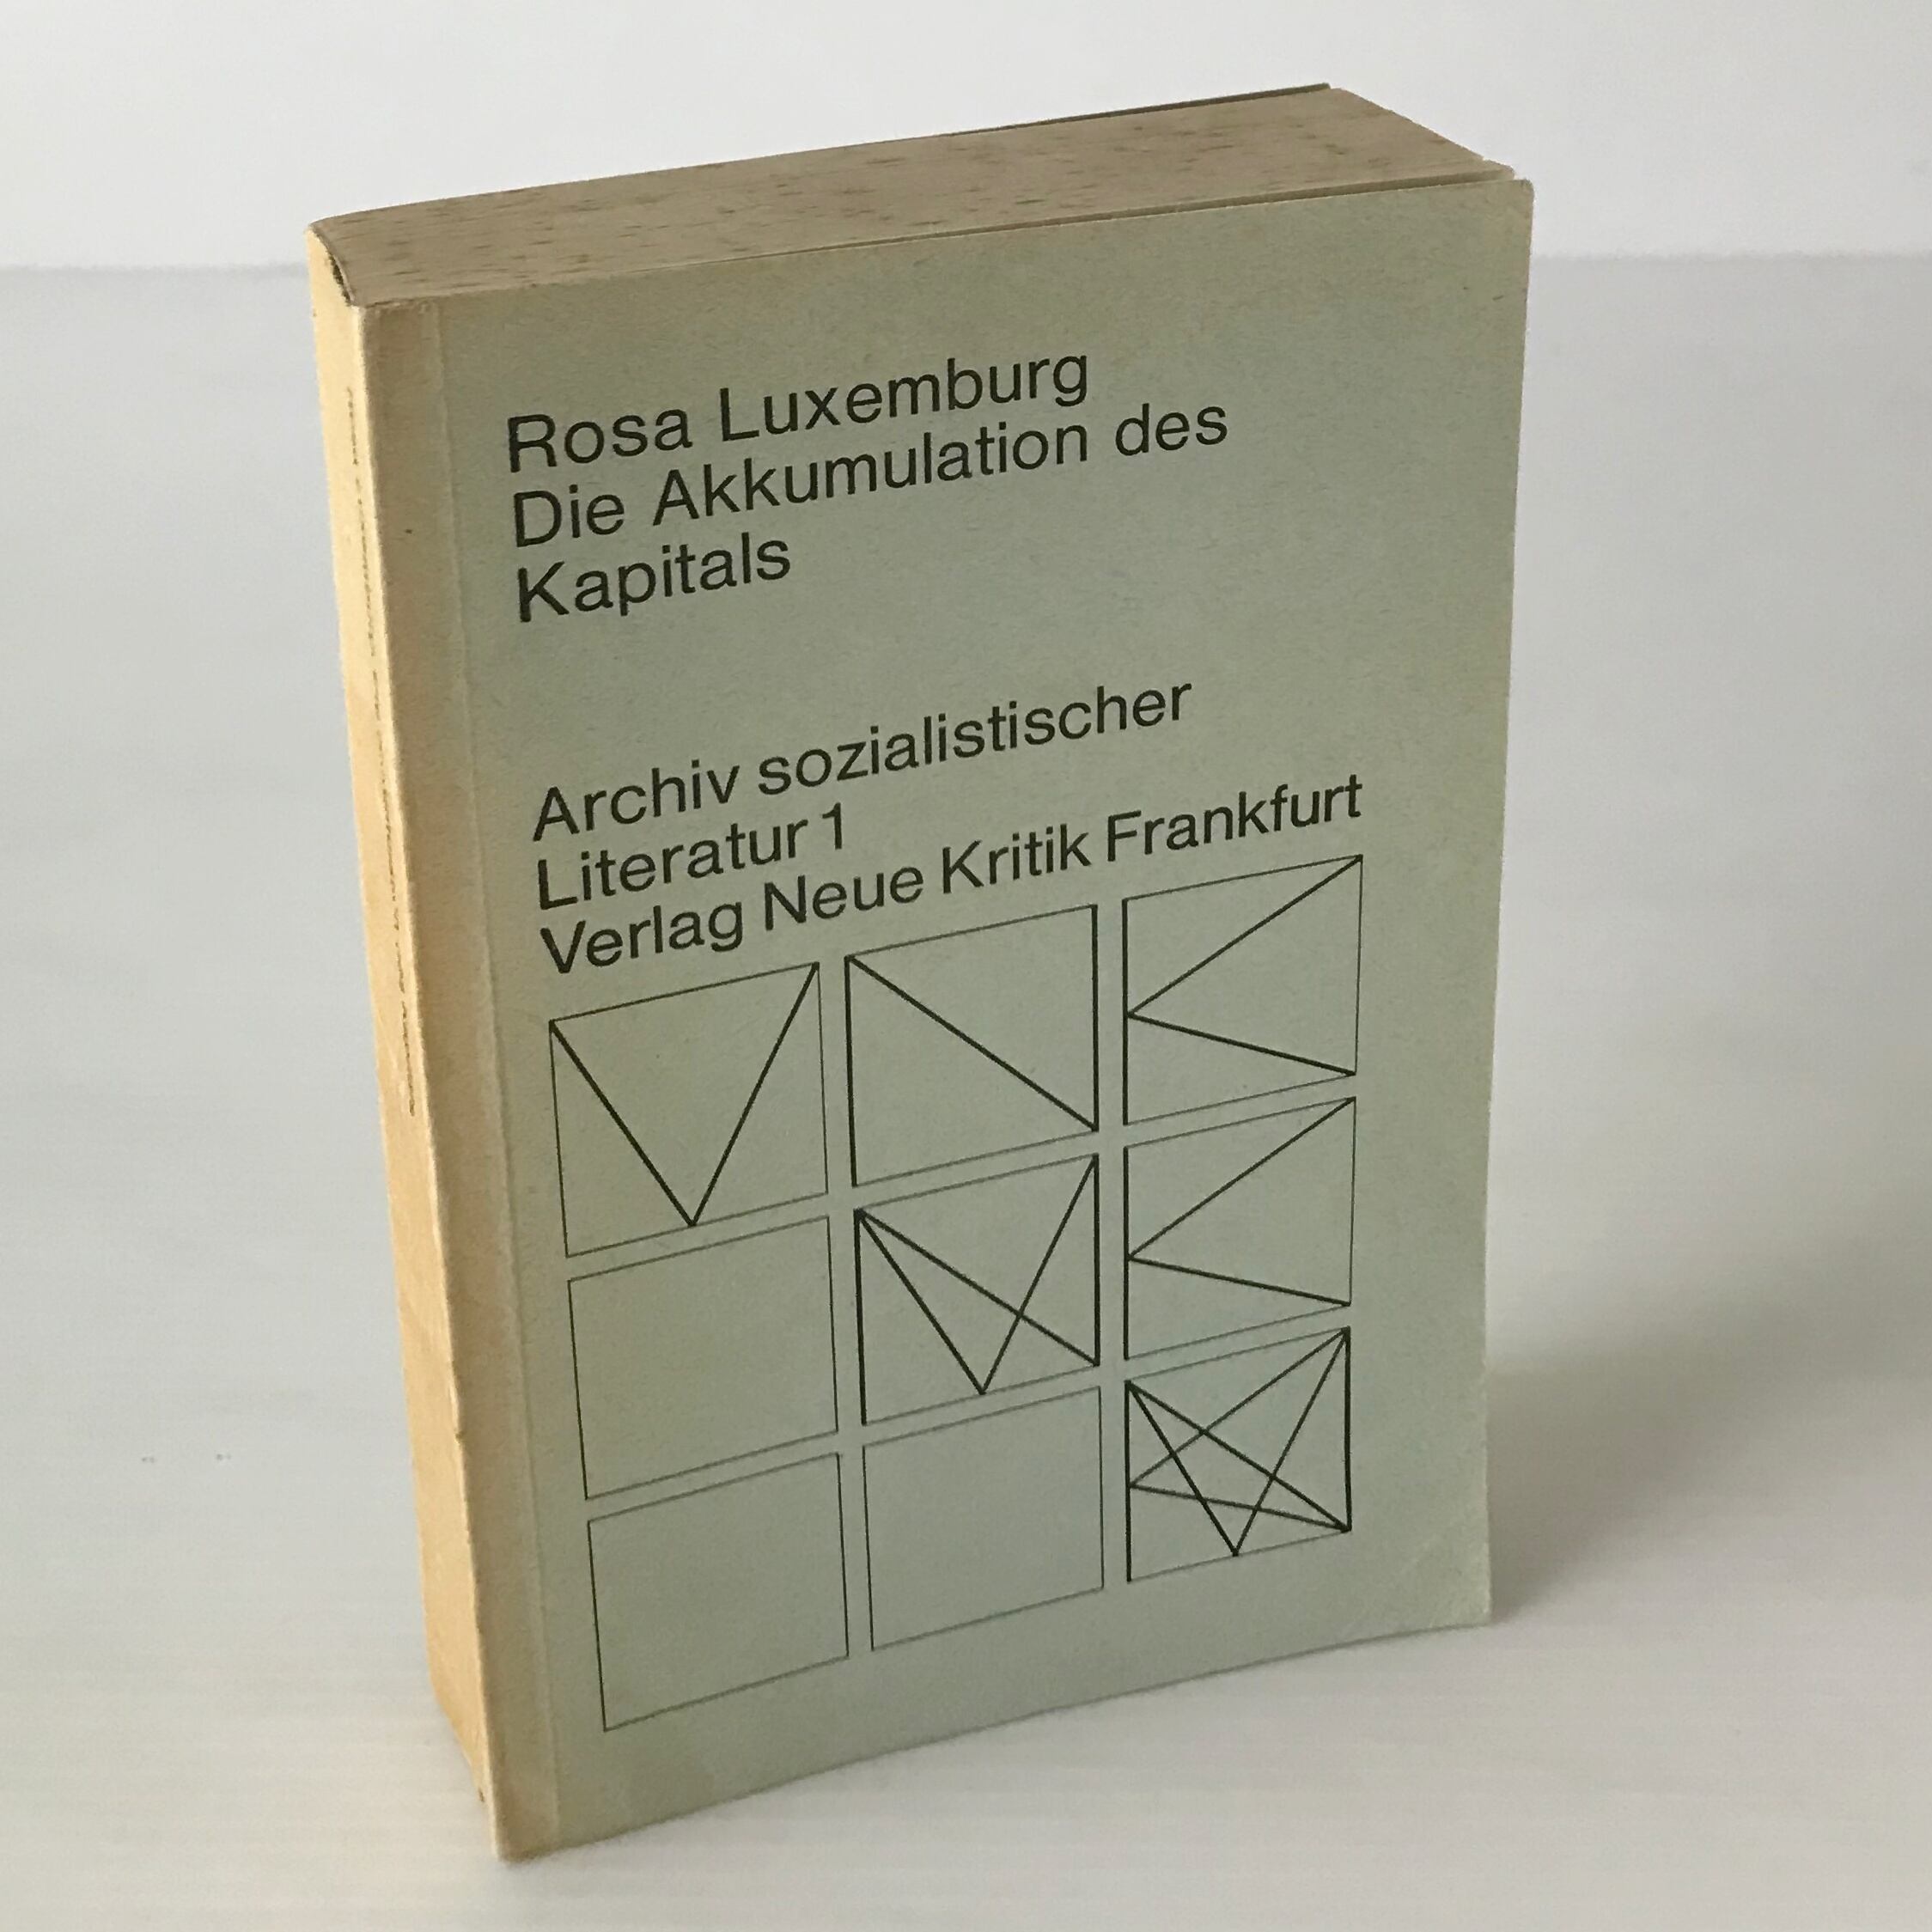 Rosa Luxemburg
Die Akkumulation des
Kapitals
Archiv sozialistischer
Literatur 1
Verlag Neue Kritik Frankfurt